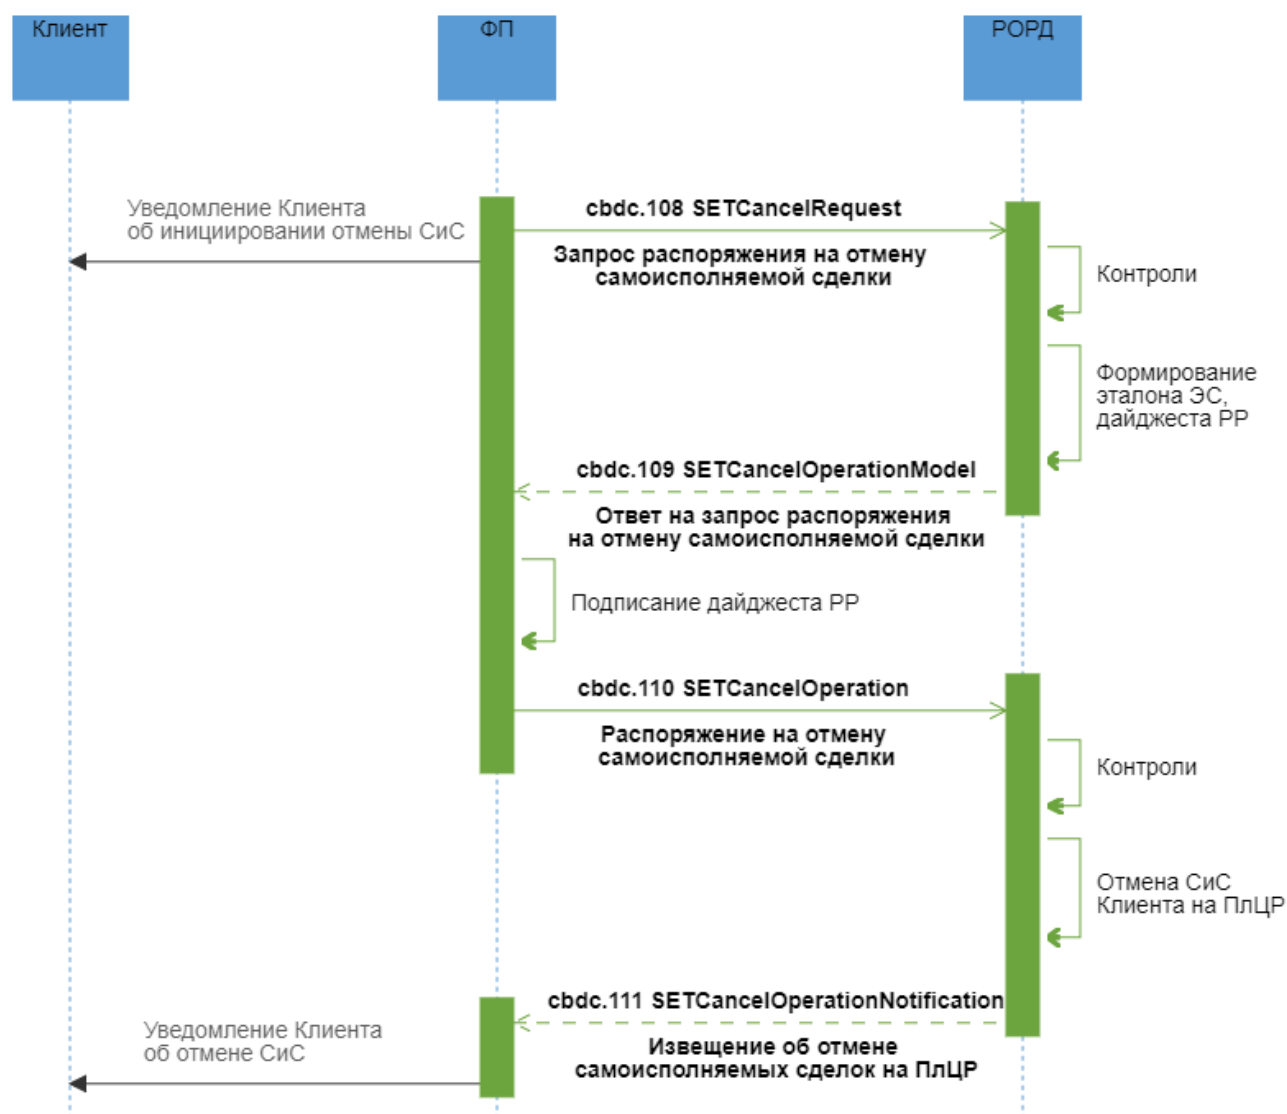 Клиент
ФП
РОРД
Уведомление Клиента
об инициировании отмены СиС
cbdc.108 SETCancelRequest
Запрос распоряжения на отмену
самоисполняемой сделки
Контроли
Формирование
эталона ЭС,
дайджеста РР
cbdc.109 SETCancelOperationModel
Ответ на запрос распоряжения
на отмену самоисполняемой сделки
Подписание дайджеста РР
cbdc.110 SETCancelOperation
Распоряжение на отмену
самоисполняемой сделки
Контроли
Отмена СиС
Клиента на ПлЦР
cbdc.111 SETCancelOperationNotification
Извещение об отмене
самоисполняемых сделок на ПлЦР
Уведомление Клиента
об отмене СиС